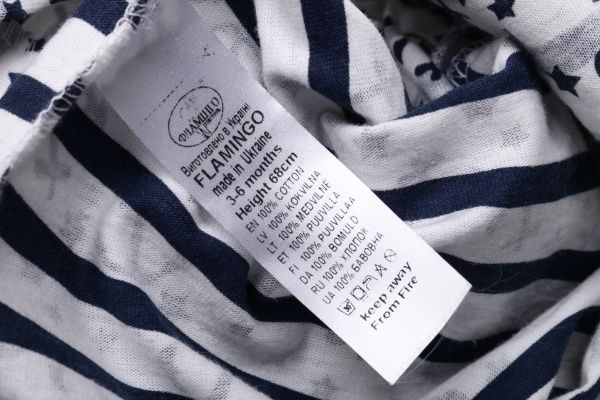 ФЛАМИНГО
Виготовлено в Україні
FLAMINGO
made in Ukraine
3-6 months
Height 68cm
EN 100% COTTON
LV 100% KOKVILNA
LT 100% MEDVILNE
ET 100% PUUVILLA
FI 100% PUUVILLAA
DA 100% BOMULD
RU 100% ХЛОПОК
UA 100% БАВОВНА
keep away
From Fire